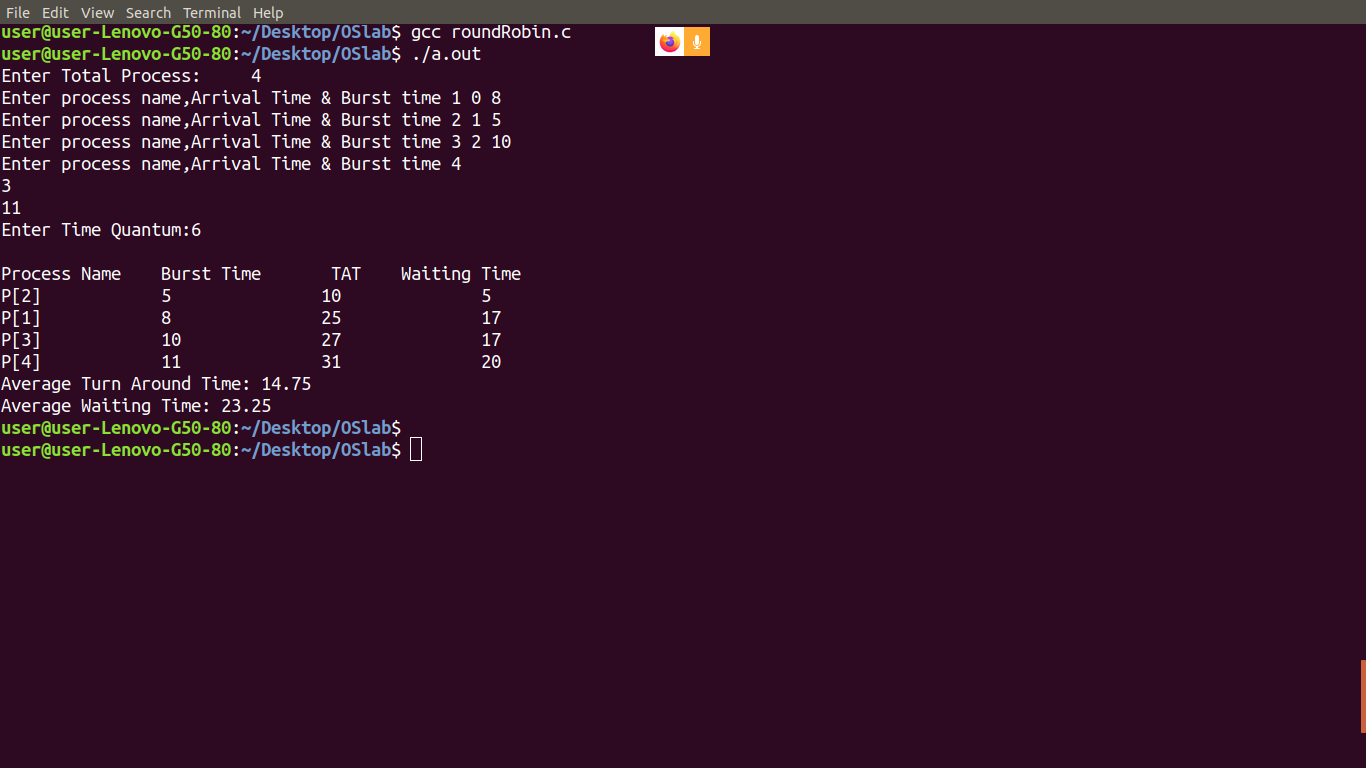 File Edit View Search Terminal Help
user@user-Lenovo-G50-80:~/Desktop/OSlab$ gcc roundRobin.c
user@user-Lenovo-G50-80:~/Desktop/OSlab$ ./a.out
Enter Total Process:     4
Enter process name,Arrival Time & Burst time 1 0 8
Enter process name,Arrival Time & Burst time 2 1 5
Enter process name,Arrival Time & Burst time 3 2 10
Enter process name,Arrival Time & Burst time 4
3
11
Enter Time Quantum:6
Process Name    Burst Time       TAT    Waiting Time
P[2]            5               10              5
P[1]            8               25              17
P[3]            10              27              17
P[4]            11              31              20
Average Turn Around Time: 14.75
Average Waiting Time: 23.25
user@user-Lenovo-G50-80:~/Desktop/OSlab$
user@user-Lenovo-G50-80:~/Desktop/OSlab$